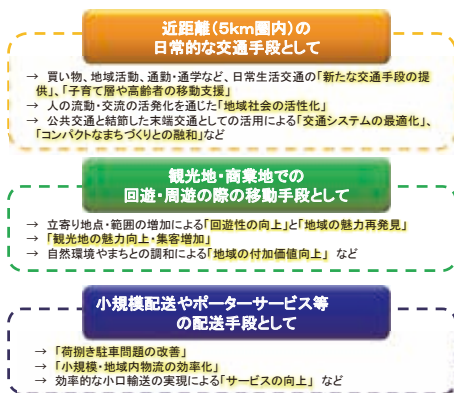 近距離（5km圏内）の
日常的な交通手段として
→ 買い物、地域活動、通勤・通学など、日常生活交通の「新たな交通手段の提
供」、「子育て層や高齢者の移動支援」
→ 人の流動・交流の活発化を通じた「地域社会の活性化」
→ 公共交通と結節した末端交通としての活用による「交通システムの最適化」、
「コンパクトなまちづくりとの融和」など
観光地・商業地での
回遊・周遊の際の移動手段として
→ 立寄り地点・範囲の増加による「回遊性の向上」と「地域の魅力再発見」
→ 「観光地の魅力向上・集客増加」
→ 自然環境やまちとの調和による「地域の付加価値向上」 など
小規模配送やポーターサービス等
の配送手段として
→ 「荷捌き駐車問題の改善」
→ 「小規模・地域内物流の効率化」
→ 効率的な小口輸送の実現による「サービスの向上」 など